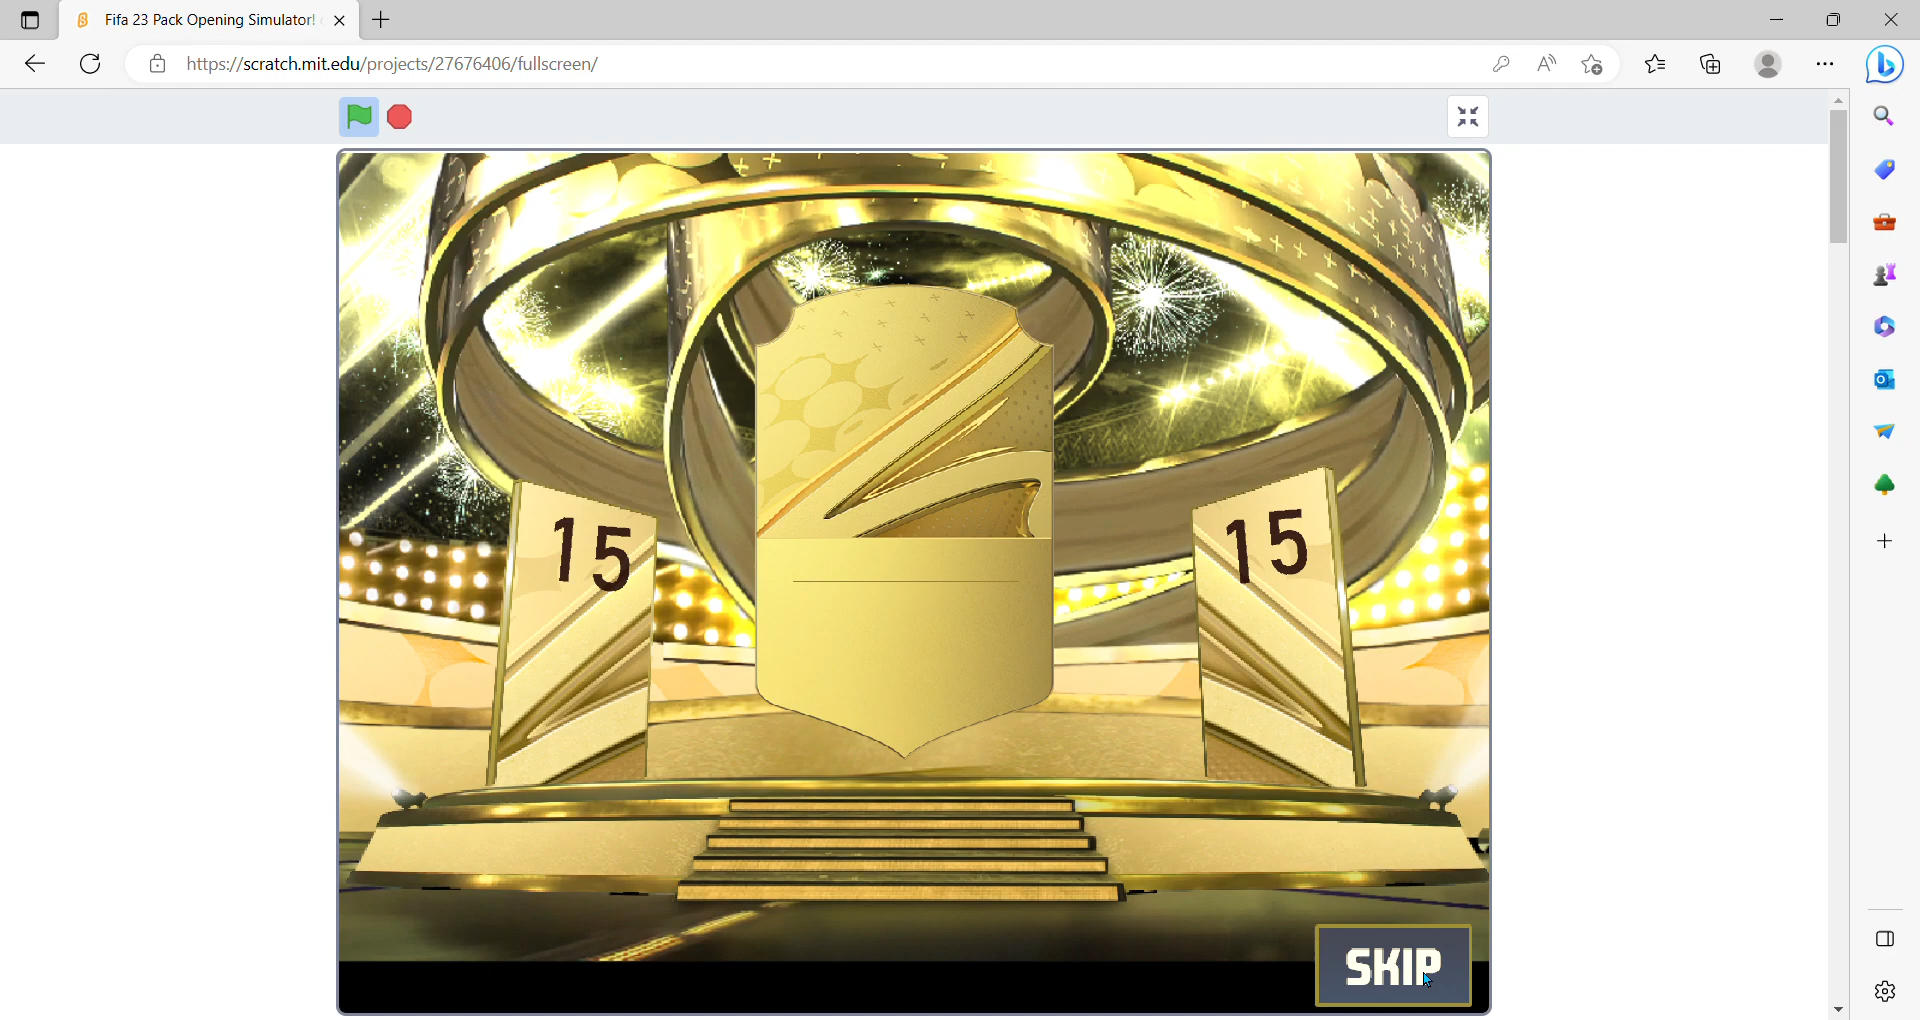 Fifa 23 Pack Opening Simulator!
https://scratch.mit.edu/projects/27676406/fullscreen/
15
15
SKIP